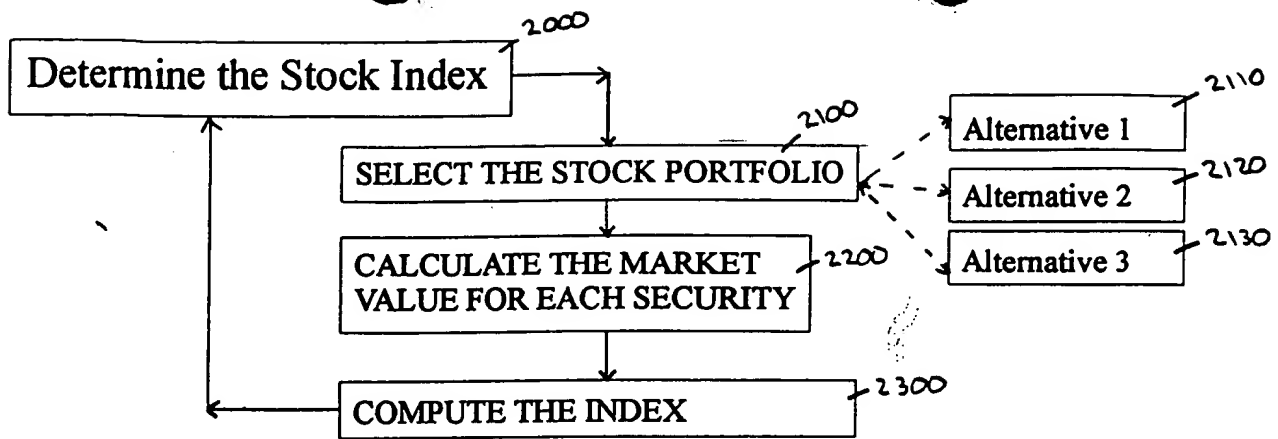 2000
Determine the Stock Index
2100
SELECT THE STOCK PORTFOLIO
2110
Alternative 1
2120
Alternative 2
2130
Alternative 3
2200
CALCULATE THE MARKET
VALUE FOR EACH SECURITY
2300
COMPUTE THE INDEX